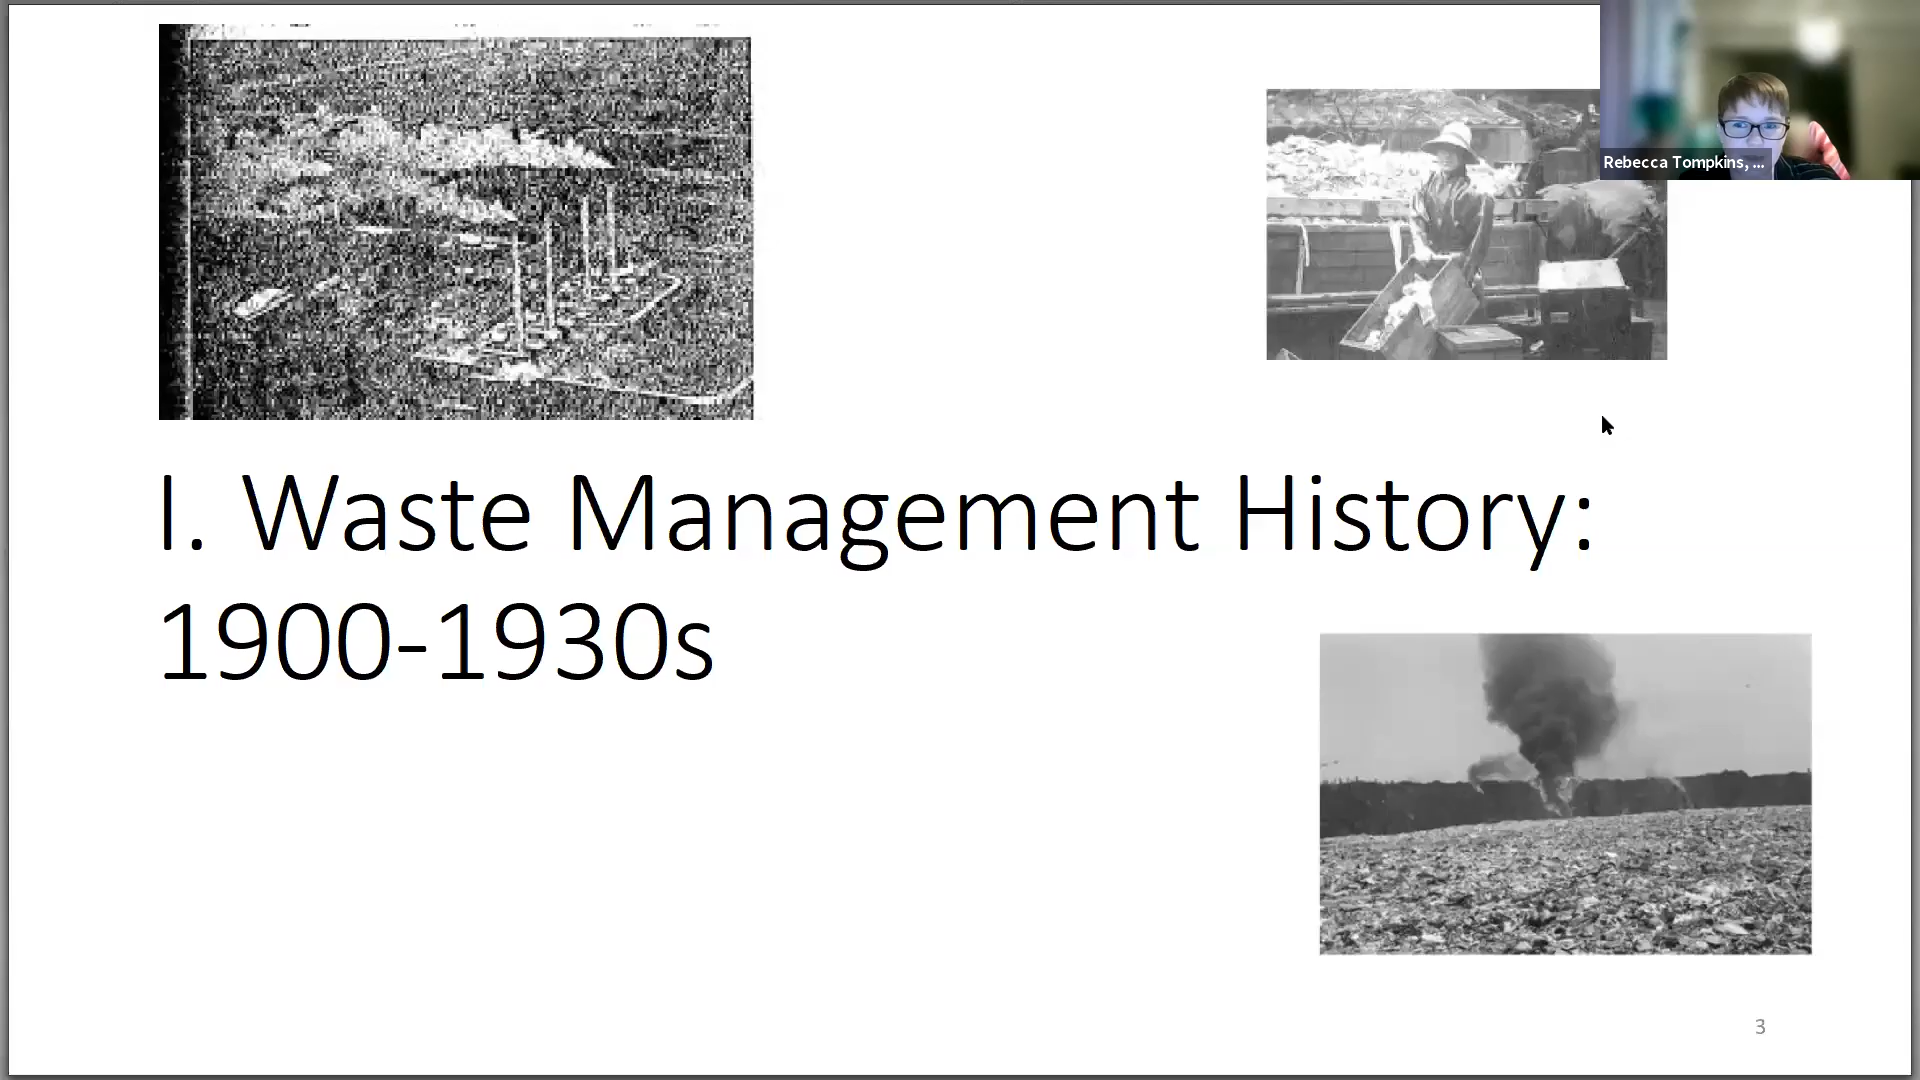 Rebecca Tompkins, ...
I. Waste Management History:
1900-1930s
3